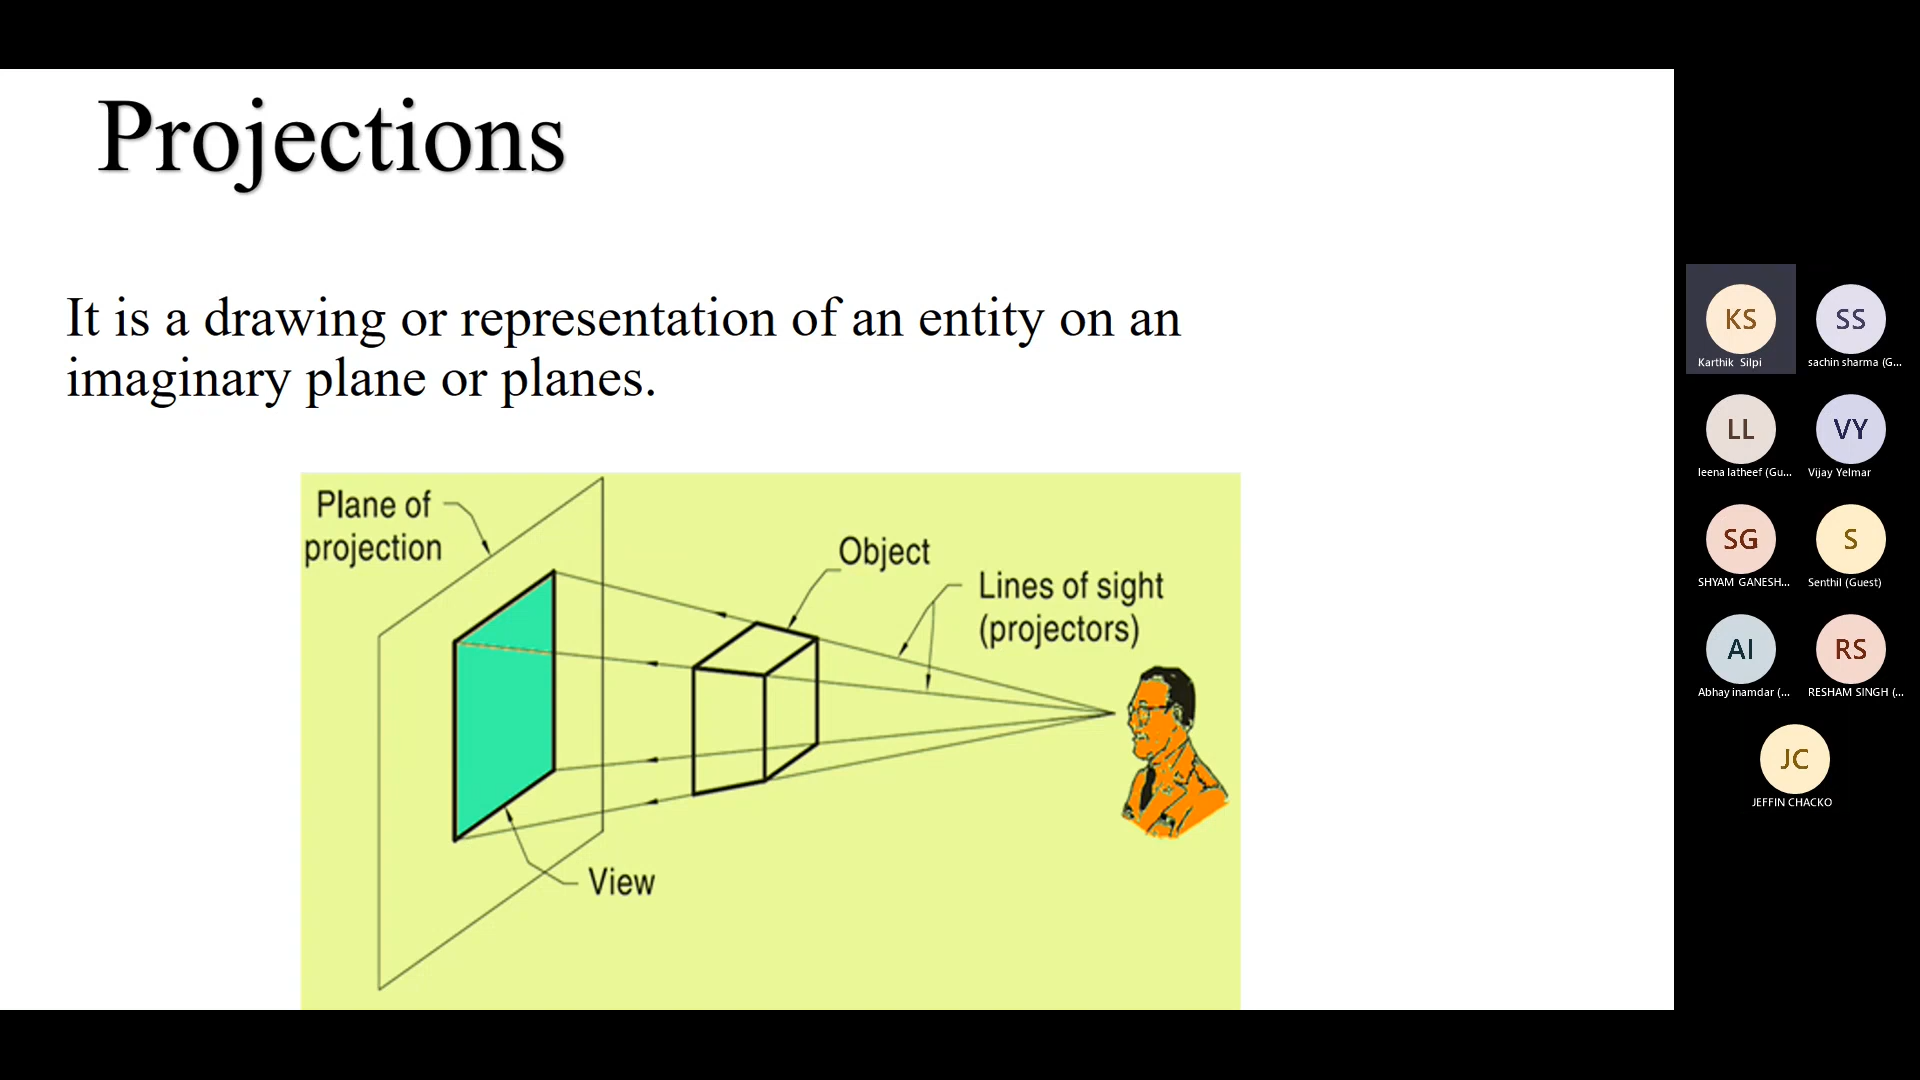 Projections
It is a drawing or representation of an entity on an
imaginary plane or planes.
Plane of
projection
Object
Lines of sight
(projectors)
View
KS
Karthik Silpi
SS
sachin sharma (G...
LL
leena latheef (Gu...
VY
Vijay Yelmar
SG
SHYAM GANESH...
S
Senthil (Guest)
AI
Abhay inamdar (...
RS
RESHAM SINGH (...
JC
JEFFIN CHACKO